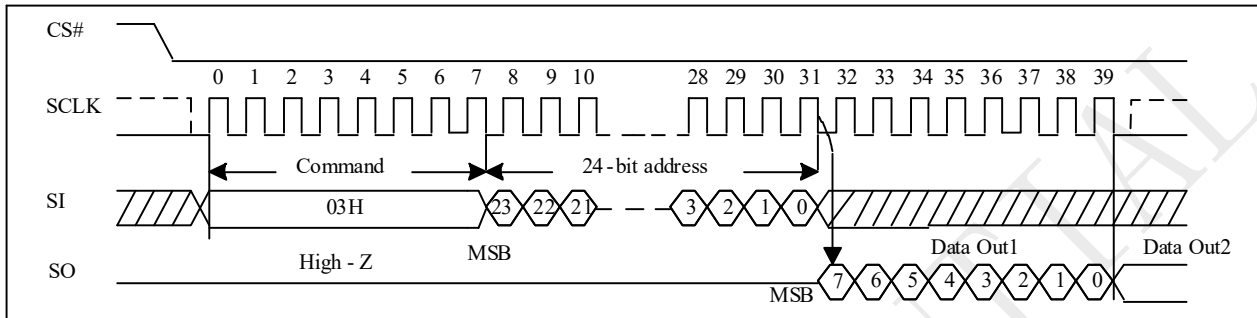 CS#
0 1 2 3 4 5 6 7 8 9 10 28 29 30 31 32 33 34 35 36 37 38 39
SCLK
Command 24-bit address
SI 03H 23 22 21 3 2 1 0
High - Z MSB Data Out1 Data Out2
SO MSB 7 6 5 4 3 2 1 0